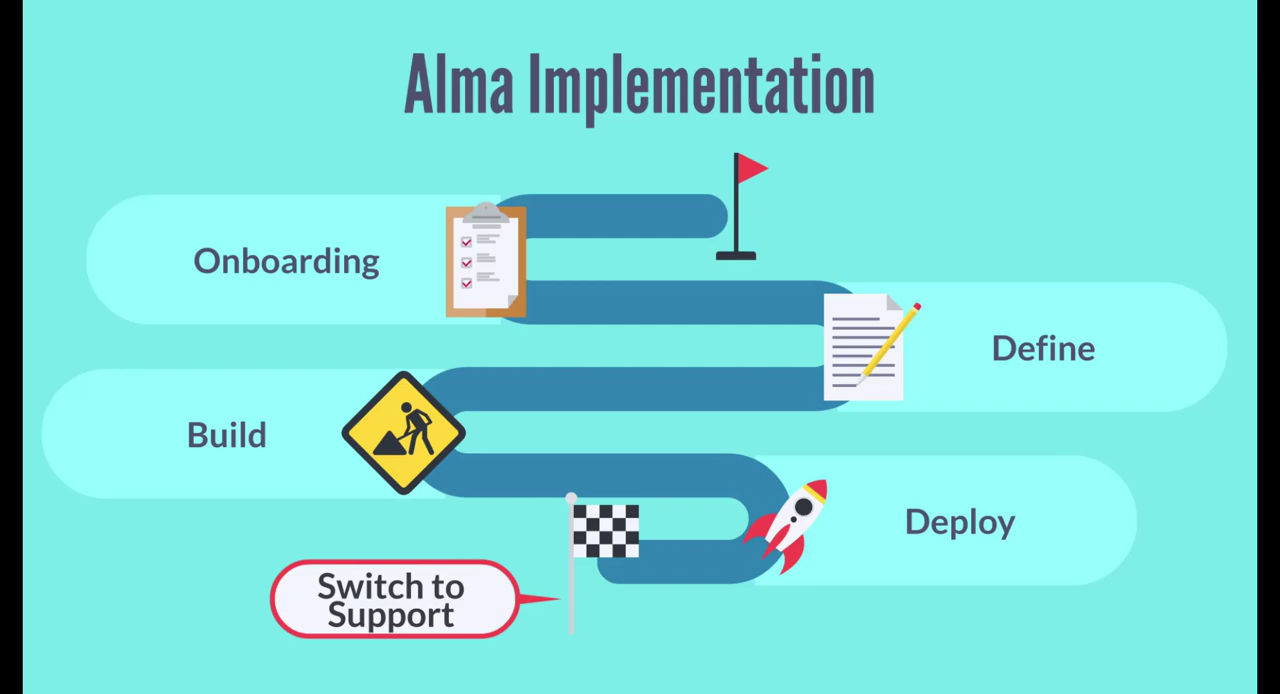 Alma Implementation
Onboarding
Define
Build
Deploy
Switch to
Support